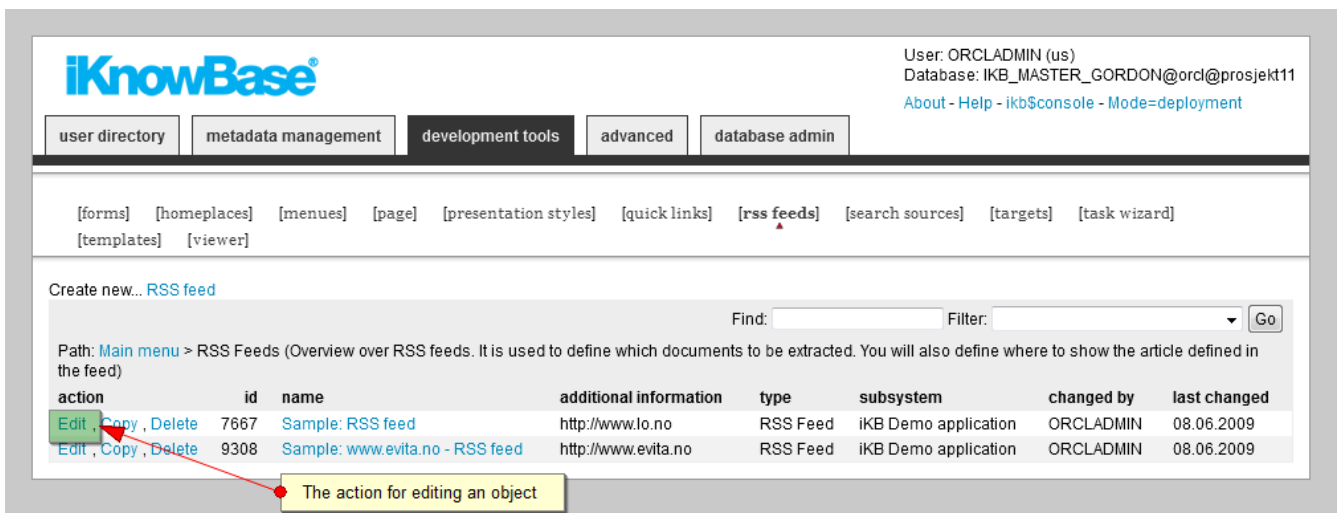 iKnowBase®
User: ORCLADMIN (us)
Database: IKB_MASTER_GORDON@orcl@prosjekt11
About - Help - ikb$console - Mode=deployment
user directory metadata management development tools advanced database admin
[forms] [homeplaces] [menues] [page] [presentation styles] [quick links] [rss feeds] [search sources] [targets] [task wizard]
[templates] [viewer]
Create new... RSS feed
Find: Filter: Go
Path: Main menu > RSS Feeds (Overview over RSS feeds. It is used to define which documents to be extracted. You will also define where to show the article defined in
the feed)
action id name additional information type subsystem changed by last changed
Edit , Copy , Delete 7667 Sample: RSS feed http://www.lo.no RSS Feed iKB Demo application ORCLADMIN 08.06.2009
Edit , Copy , Delete 9308 Sample: www.evita.no - RSS feed http://www.evita.no RSS Feed iKB Demo application ORCLADMIN 08.06.2009
The action for editing an object